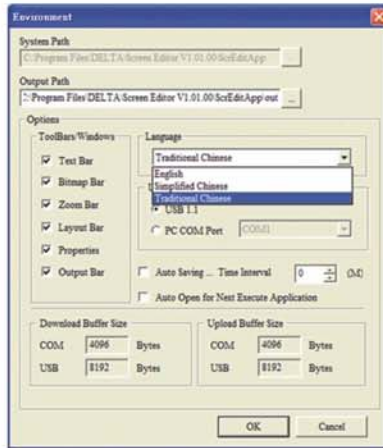 Environment
System Path
C:\Program Files\DELTA\Screen Editor V1.01.00\ScrEditApp
Output Path
C:\Program Files\DELTA\Screen Editor V1.01.00\ScrEditApp\out ...
Options
ToolBars/Windows
Text Bar
Bitmap Bar
Zoom Bar
Layout Bar
Properties
Output Bar
Language
Traditional Chinese
English
Simplified Chinese
Traditional Chinese
USB 1.1
PC COM Port COM1
Auto Saving ... Time Interval 0 (M)
Auto Open for Next Execute Application
Download Buffer Size
COM 4096 Bytes
USB 8192 Bytes
Upload Buffer Size
COM 4096 Bytes
USB 8192 Bytes
OK Cancel